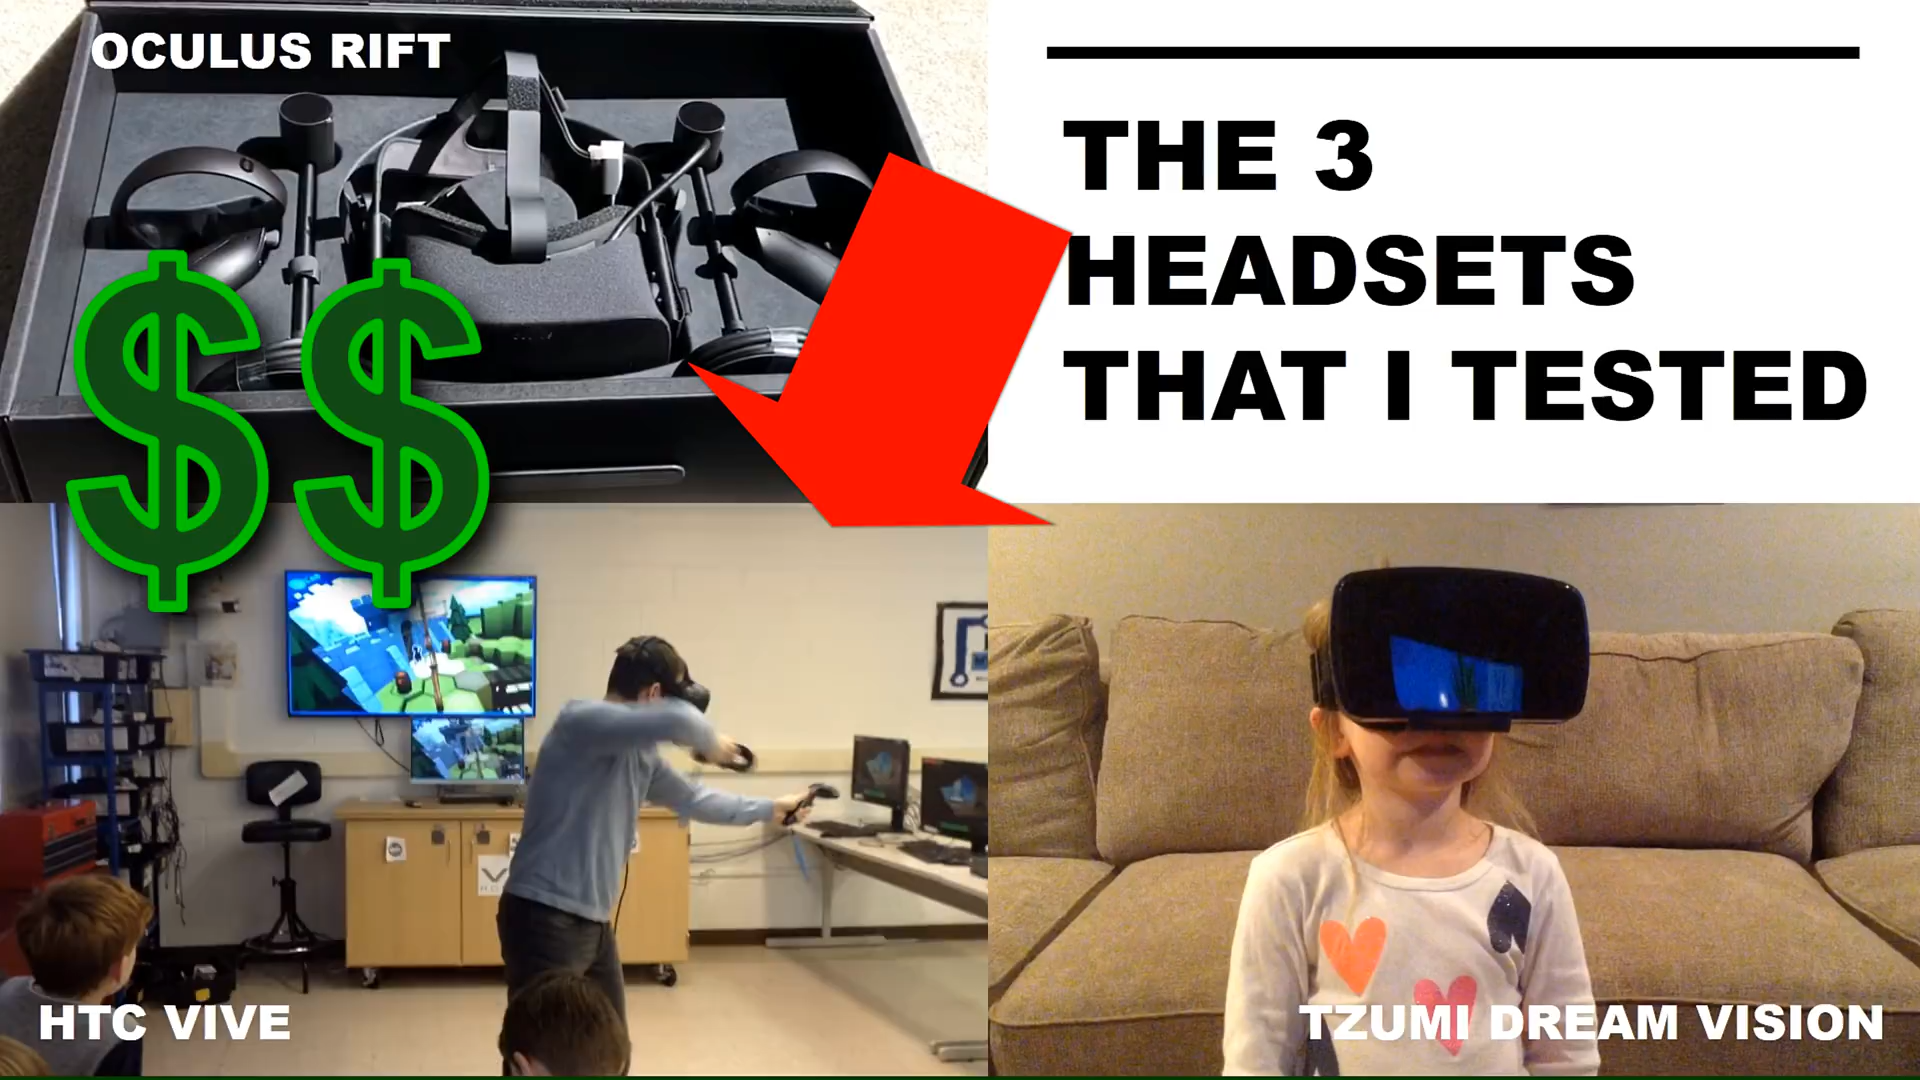 OCULUS RIFT
THE 3
HEADSETS
THAT I TESTED
$$
HTC VIVE
TZUMI DREAM VISION